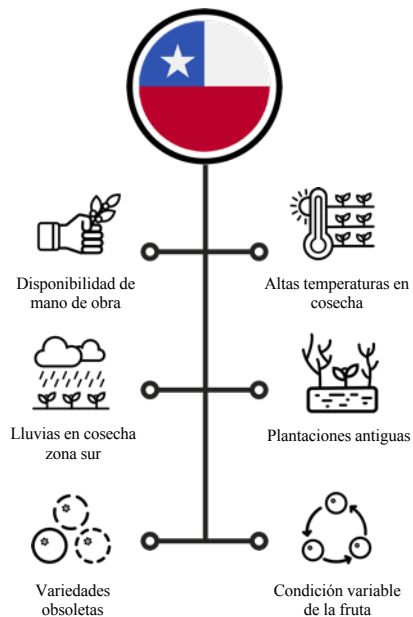 Disponibilidad de
mano de obra
Altas temperaturas en
cosecha
Lluvias en cosecha
zona sur
Plantaciones antiguas
Variedades
obsoletas
Condición variable
de la fruta